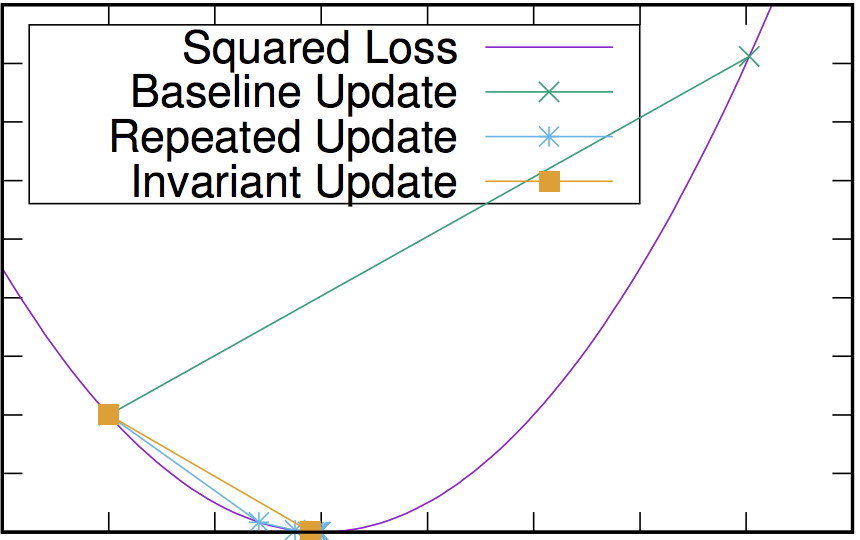 Squared Loss
Baseline Update
Repeated Update
Invariant Update